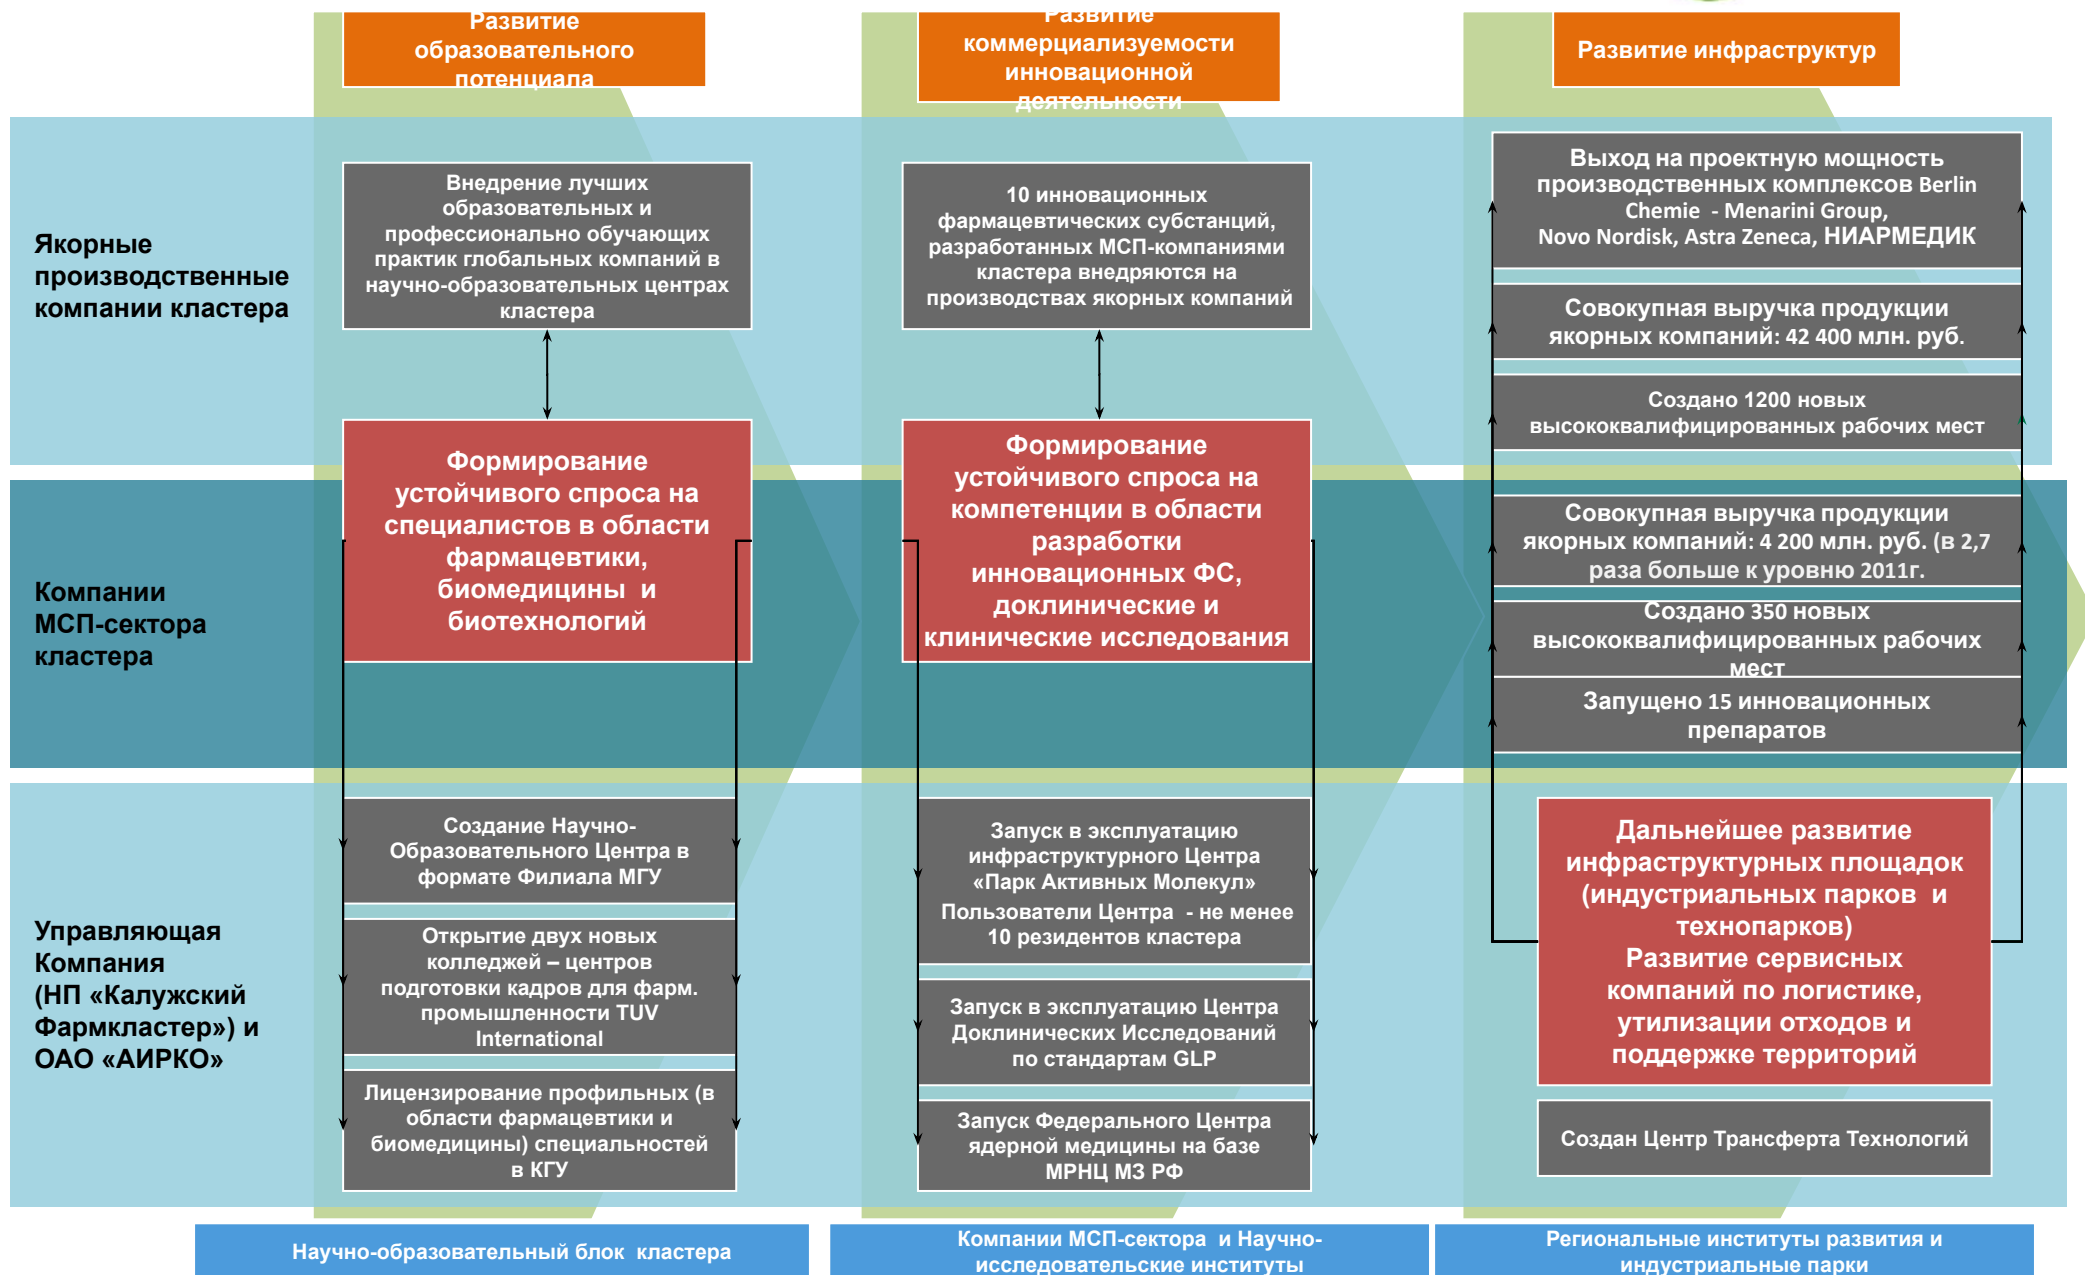 Развитие
образовательного
потенциала
Развитие
коммерциализуемости
инновационной
деятельности
Развитие инфраструктур
Якорные
производственные
компании кластера
Внедрение лучших
образовательных и
профессионально обучающих
практик глобальных компаний в
научно-образовательных центрах
кластера
10 инновационных
фармацевтических субстанций,
разработанных МСП-компаниями
кластера внедряются на
производствах якорных компаний
Выход на проектную мощность
производственных комплексов Berlin
Chemie - Menarini Group,
Novo Nordisk, Astra Zeneca, НИАРМЕДИК
Совокупная выручка продукции
якорных компаний: 42 400 млн. руб.
Создано 1200 новых
высококвалифицированных рабочих мест
Компании
МСП-сектора
кластера
Формирование
устойчивого спроса на
специалистов в области
фармацевтики,
биомедицины и
биотехнологий
Формирование
устойчивого спроса на
компетенции в области
разработки
инновационных ФС,
доклинические и
клинические исследования
Совокупная выручка продукции
якорных компаний: 4 200 млн. руб. (в 2,7
раза больше к уровню 2011г.
Создано 350 новых
высококвалифицированных рабочих
мест
Запущено 15 инновационных
препаратов
Управляющая
Компания
(НП «Калужский
Фармкластер») и
ОАО «АИРКО»
Создание Научно-
Образовательного Центра в
формате Филиала МГУ
Открытие двух новых
колледжей – центров
подготовки кадров для фарм.
промышленности TUV
International
Лицензирование профильных (в
области фармацевтики и
биомедицины) специальностей
в КГУ
Запуск в эксплуатацию
инфраструктурного Центра
«Парк Активных Молекул»
Пользователи Центра - не менее
10 резидентов кластера
Запуск в эксплуатацию Центра
Доклинических Исследований
по стандартам GLP
Запуск Федерального Центра
ядерной медицины на базе
МРНЦ МЗ РФ
Дальнейшее развитие
инфраструктурных площадок
(индустриальных парков и
технопарков)
Развитие сервисных
компаний по логистике,
утилизации отходов и
поддержке территорий
Создан Центр Трансферта Технологий
Научно-образовательный блок кластера
Компании МСП-сектора и Научно-
исследовательские институты
Региональные институты развития и
индустриальные парки